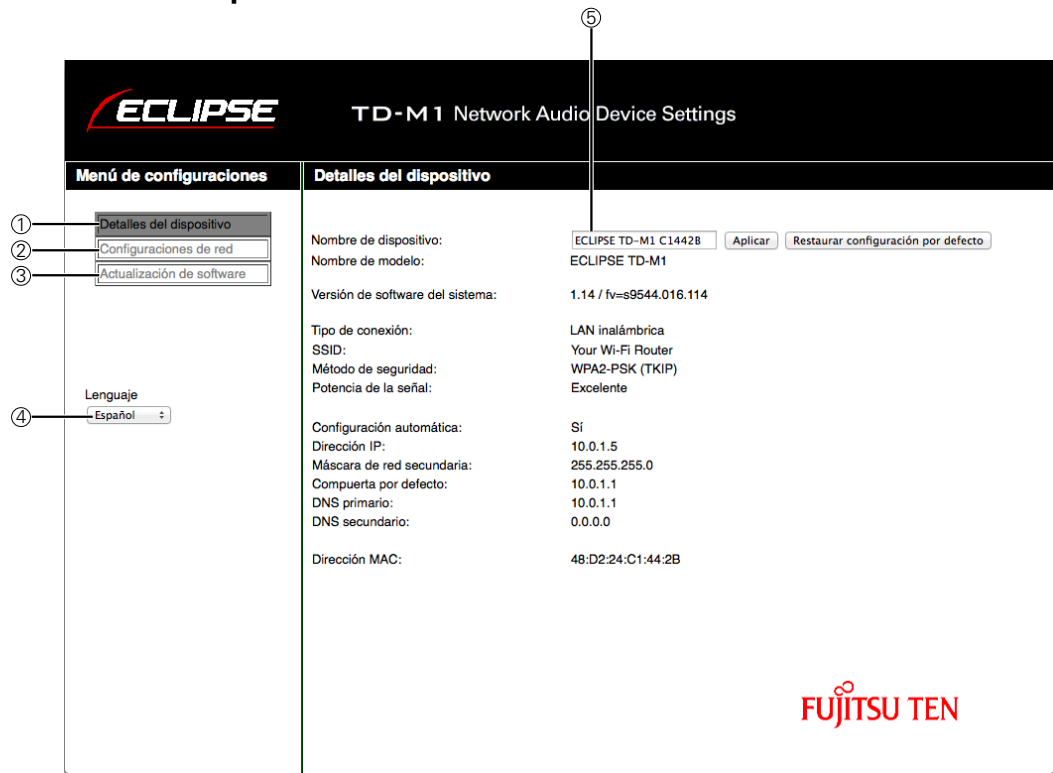 ⑤
ECLIPSE
TD-M1 Network Audio Device Settings
Menú de configuraciones
Detalles del dispositivo
① Detalles del dispositivo
② Configuraciones de red
③ Actualización de software
④
Lenguaje
Español
Nombre de dispositivo: ECLIPSE TD-M1 C1442B Aplicar Restaurar configuración por defecto
Nombre de modelo: ECLIPSE TD-M1
Versión de software del sistema: 1.14 / fv=s9544.016.114
Tipo de conexión: LAN inalámbrica
SSID: Your Wi-Fi Router
Método de seguridad: WPA2-PSK (TKIP)
Potencia de la señal: Excelente
Configuración automática: Sí
Dirección IP: 10.0.1.5
Máscara de red secundaria: 255.255.255.0
Compuerta por defecto: 10.0.1.1
DNS primario: 10.0.1.1
DNS secundario: 0.0.0.0
Dirección MAC: 48:D2:24:C1:44:2B
FUJITSU TEN